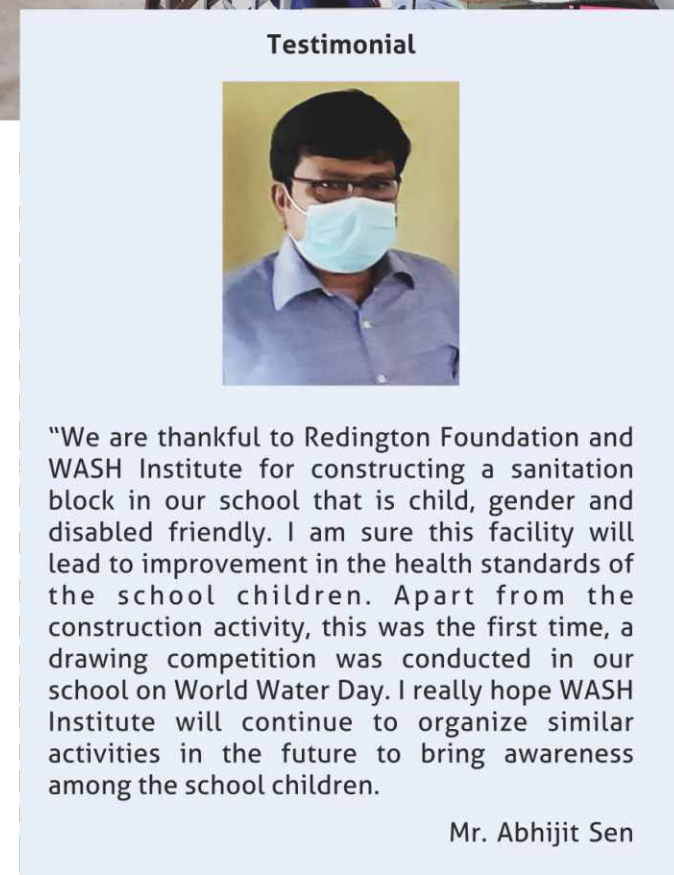 Testimonial
“We are thankful to Redington Foundation and
WASH Institute for constructing a sanitation
block in our school that is child, gender and
disabled friendly. I am sure this facility will
lead to improvement in the health standards of
the school children. Apart from the
construction activity, this was the first time, a
drawing competition was conducted in our
school on World Water Day. I really hope WASH
Institute will continue to organize similar
activities in the future to bring awareness
among the school children.
Mr. Abhijit Sen